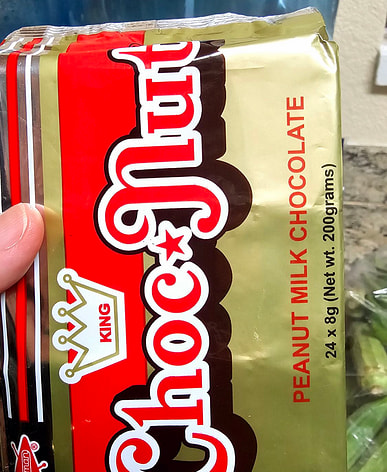 KING
Choc★Nut
PEANUT MILK CHOCOLATE
24 x 8g (Net wt. 200grams)